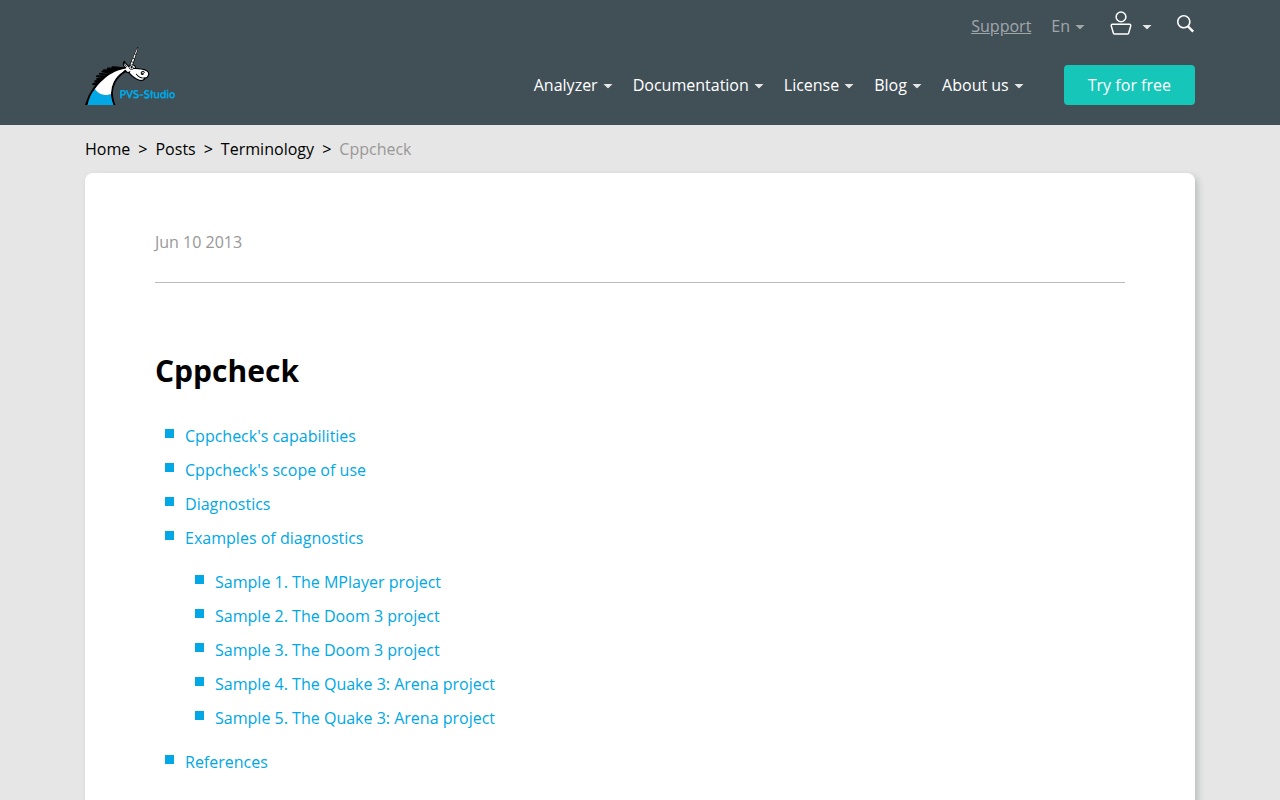 Support En
PVS-Studio
Analyzer Documentation License Blog About us Try for free
Home > Posts > Terminology > Cppcheck
Jun 10 2013
Cppcheck
Cppcheck's capabilities
Cppcheck's scope of use
Diagnostics
Examples of diagnostics
Sample 1. The MPlayer project
Sample 2. The Doom 3 project
Sample 3. The Doom 3 project
Sample 4. The Quake 3: Arena project
Sample 5. The Quake 3: Arena project
References